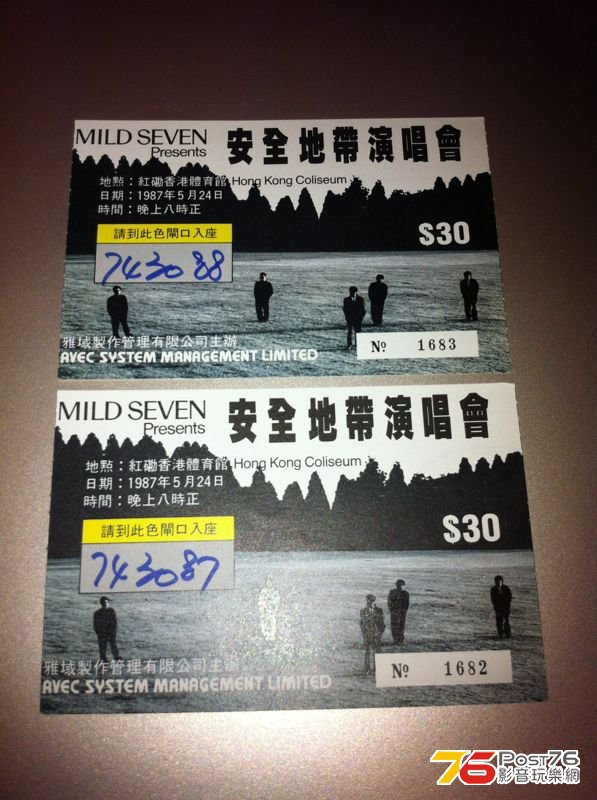 MILD SEVEN
Presents
安全地帶演唱會
地點：紅磡香港體育館 Hong Kong Coliseum
日期：1987年5月24日
時間：晚上八時正
請到此色閘口入座
$30
743088
No 1683
雅域製作管理有限公司主辦
AVEC SYSTEM MANAGEMENT LIMITED
MILD SEVEN
Presents
安全地帶演唱會
地點：紅磡香港體育館 Hong Kong Coliseum
日期：1987年5月24日
時間：晚上八時正
請到此色閘口入座
$30
743087
No 1682
雅域製作管理有限公司主辦
AVEC SYSTEM MANAGEMENT LIMITED
76 POST76
影音玩樂網